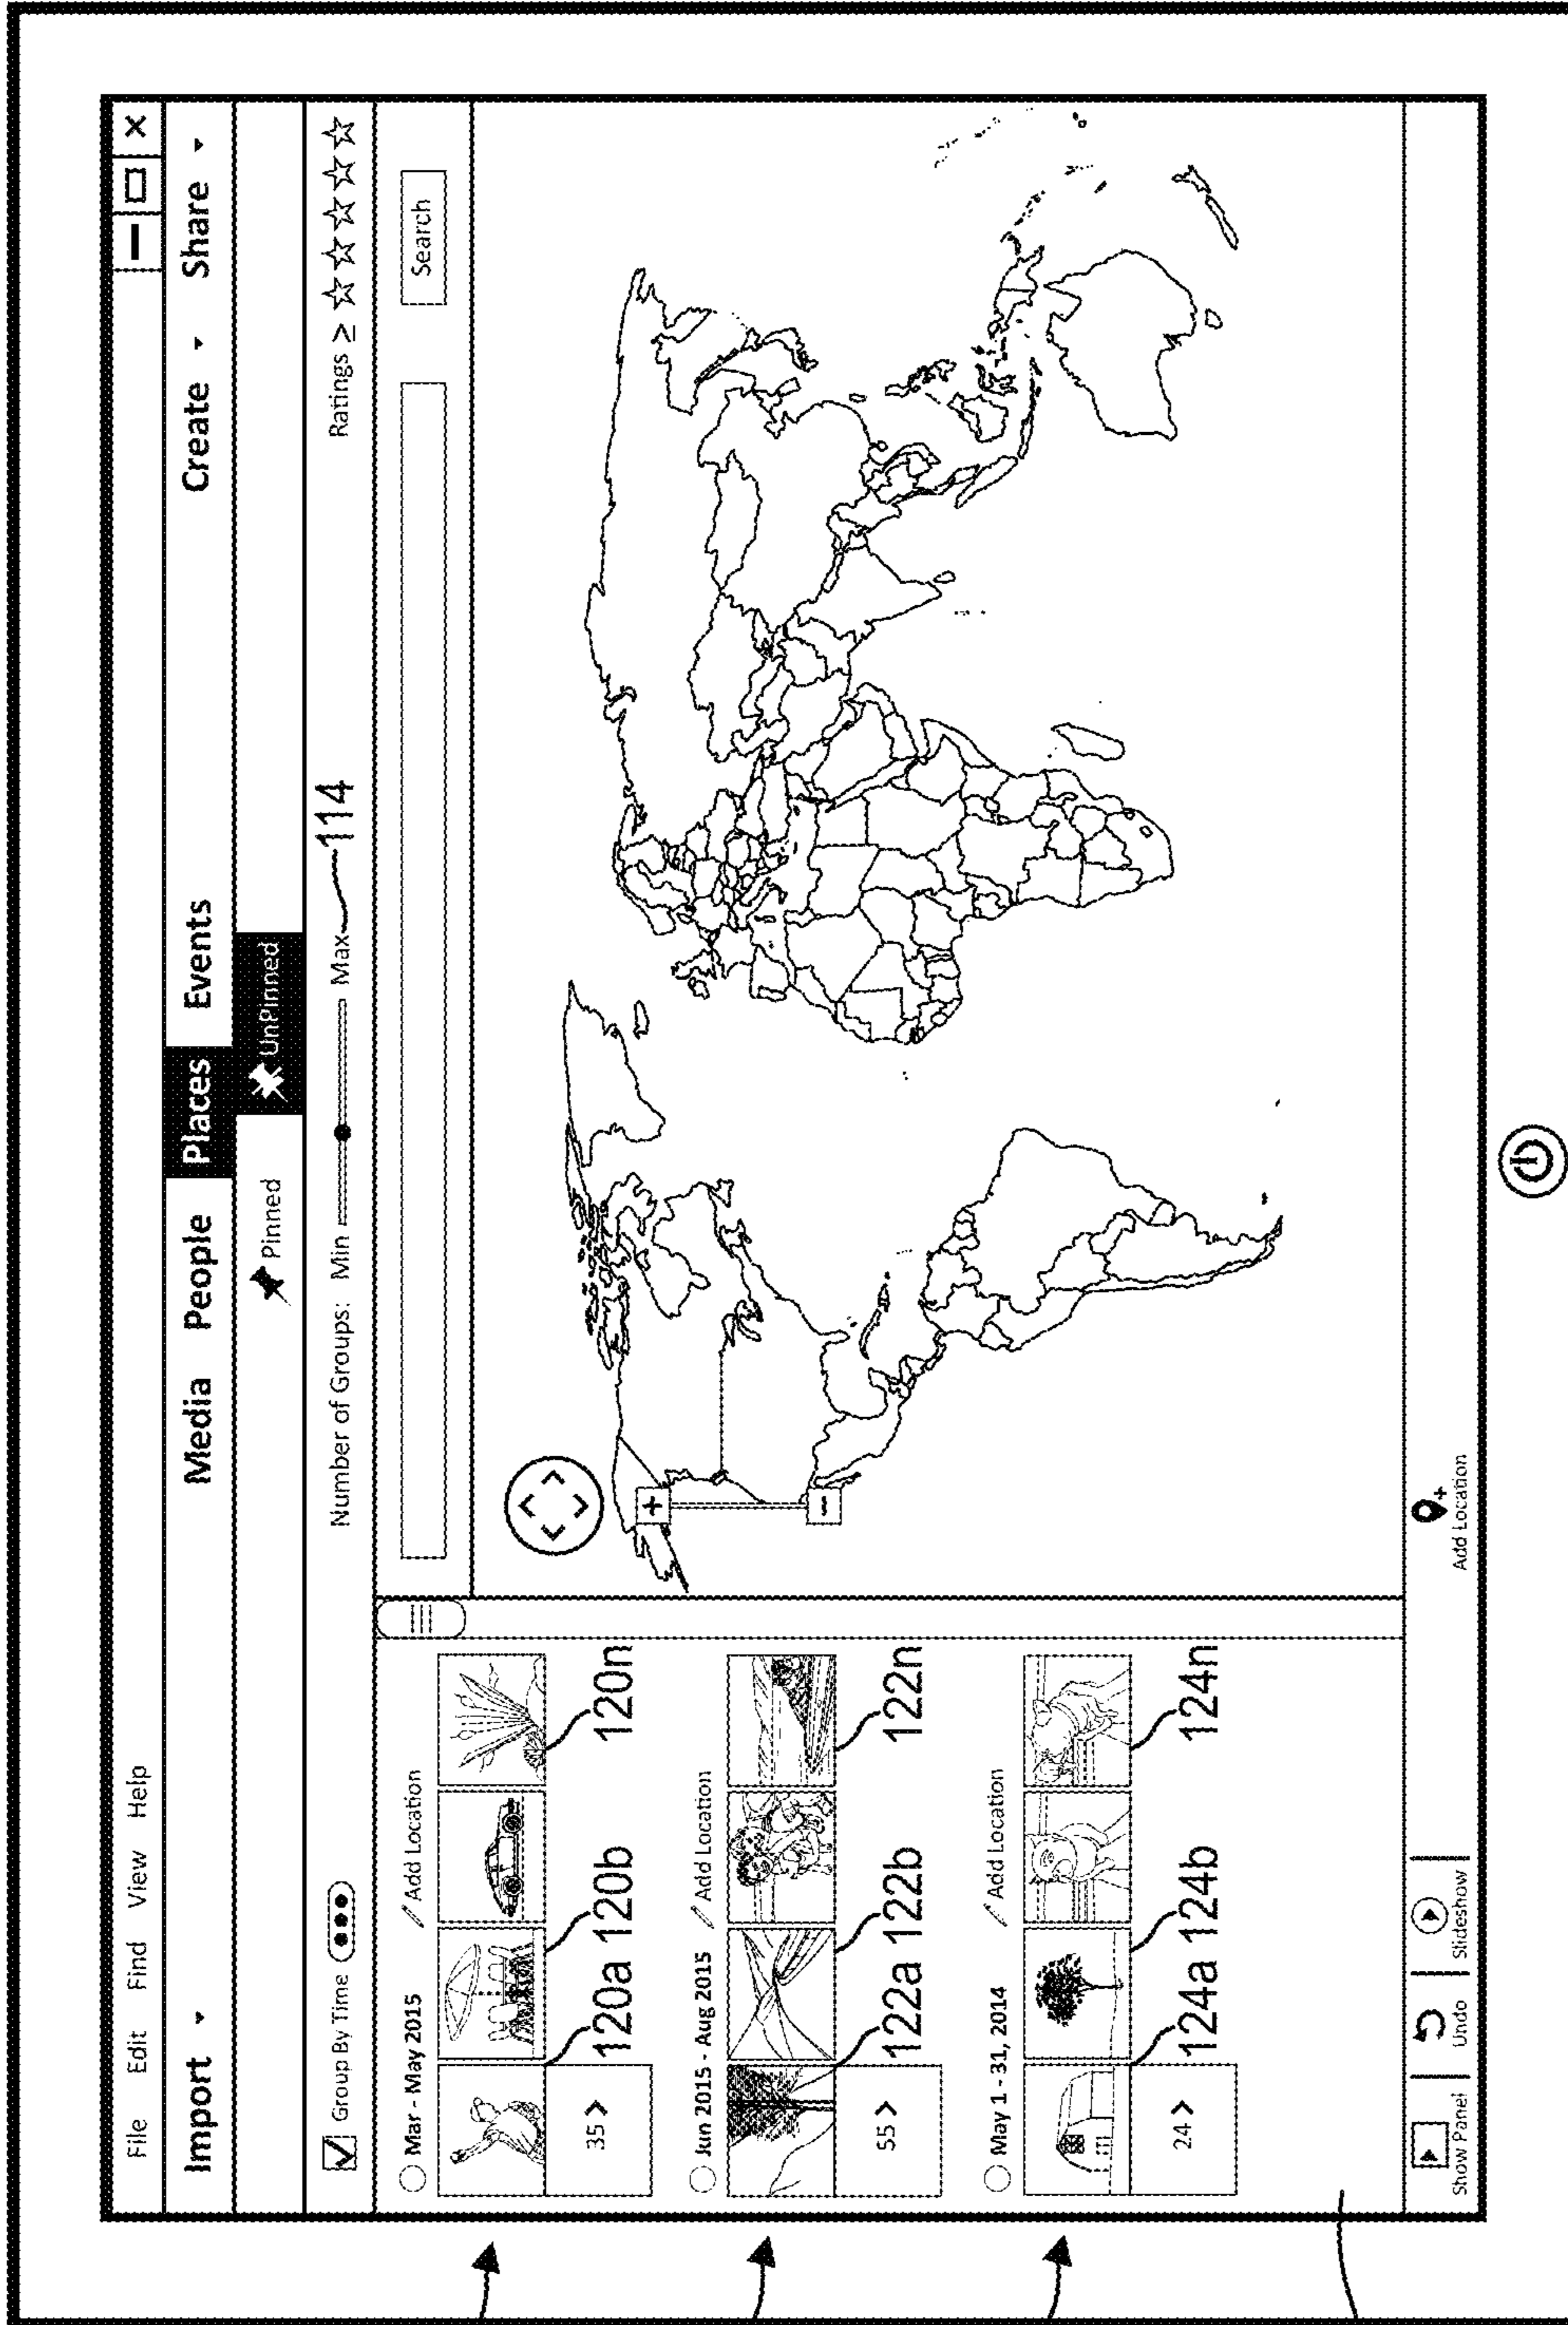 File Edit Find View Help
Import Media People Places Events Create Share
Pinned UnPinned
Group By Time Number of Groups: Min Max 114 Ratings ≥
Search
Mar - May 2015 Add Location
35 >
120a 120b 120n
Jun 2015 - Aug 2015 Add Location
55 >
122a 122b 122n
May 1 - 31, 2014 Add Location
24 >
124a 124b 124n
Show Panel Undo Slideshow Add Location